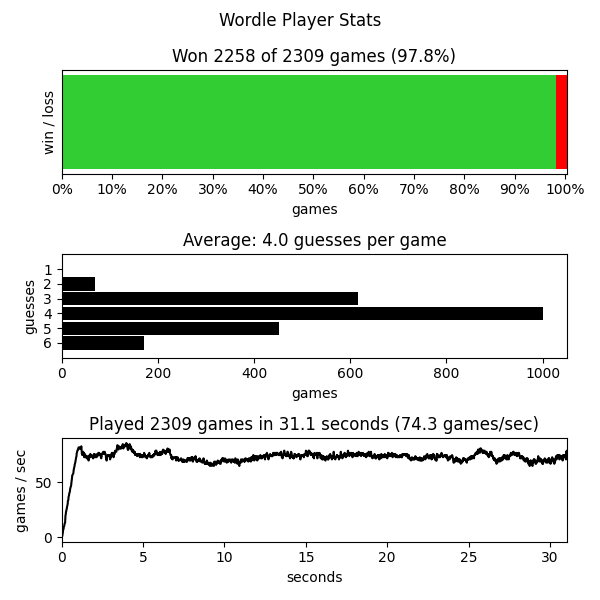 Wordle Player Stats
Won 2258 of 2309 games (97.8%)
win / loss
0% 10% 20% 30% 40% 50% 60% 70% 80% 90% 100%
games
Average: 4.0 guesses per game
guesses
1
2
3
4
5
6
0 200 400 600 800 1000
games
Played 2309 games in 31.1 seconds (74.3 games/sec)
games / sec
50
0
0 5 10 15 20 25 30
seconds